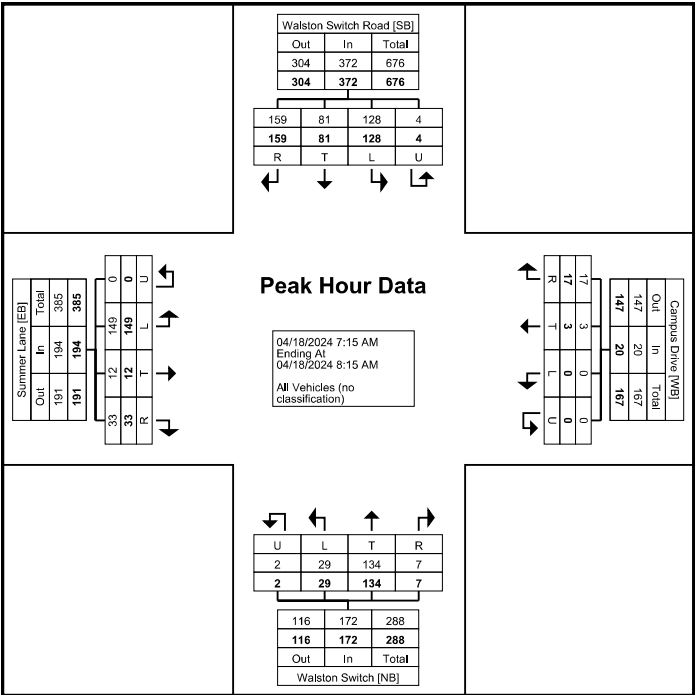 Walston Switch Road [SB]
Out In Total
304 372 676
304 372 676
159 81 128 4
159 81 128 4
R T L U
Peak Hour Data
04/18/2024 7:15 AM
Ending At
04/18/2024 8:15 AM
All Vehicles (no
classification)
Summer Lane [EB]
Out In Total
191 194 385
191 194 385
33 12 149 0
33 12 149 0
R T L U
Campus Drive [WB]
Out In Total
147 20 167
147 20 167
17 3 0 0
17 3 0 0
R T L U
U L T R
2 29 134 7
2 29 134 7
116 172 288
116 172 288
Out In Total
Walston Switch [NB]